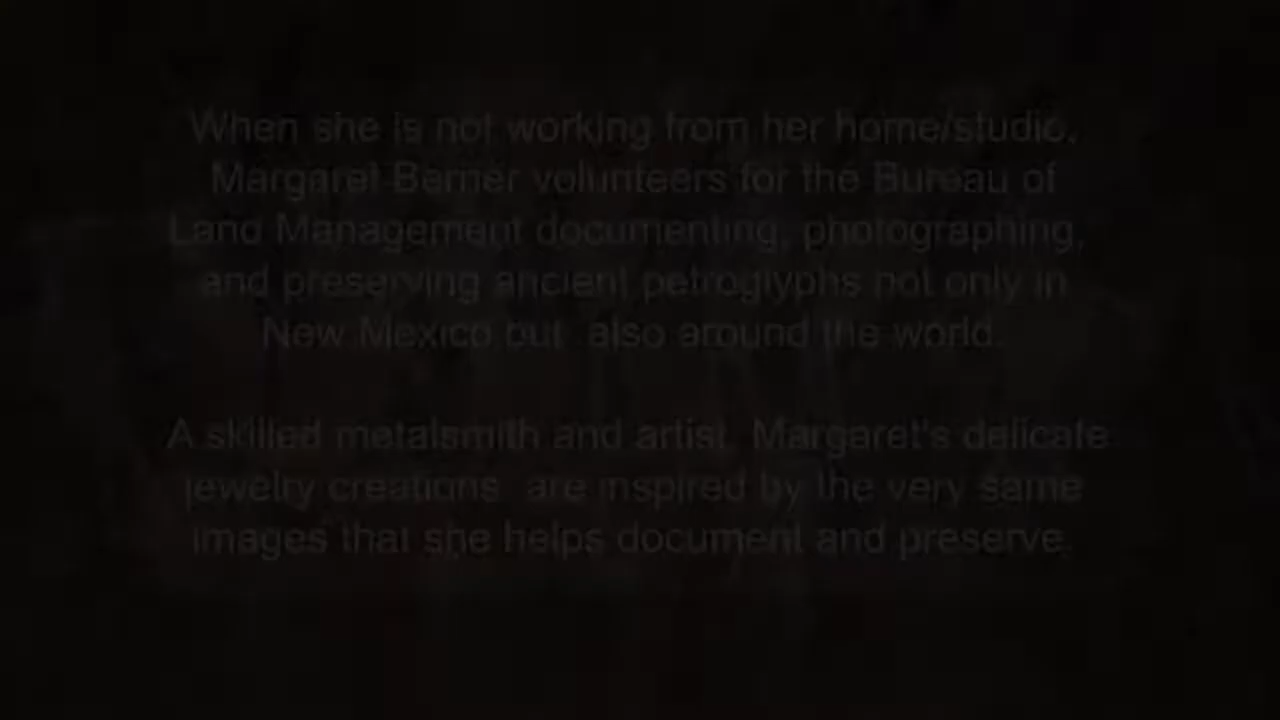 When she is not working from her home/studio,
Margaret Berrier volunteers for the Bureau of
Land Management documenting, photographing,
and preserving ancient petroglyphs not only in
New Mexico but also around the world.
A skilled metalsmith and artist, Margaret's delicate
jewelry creations are inspired by the very same
images that she helps document and preserve.